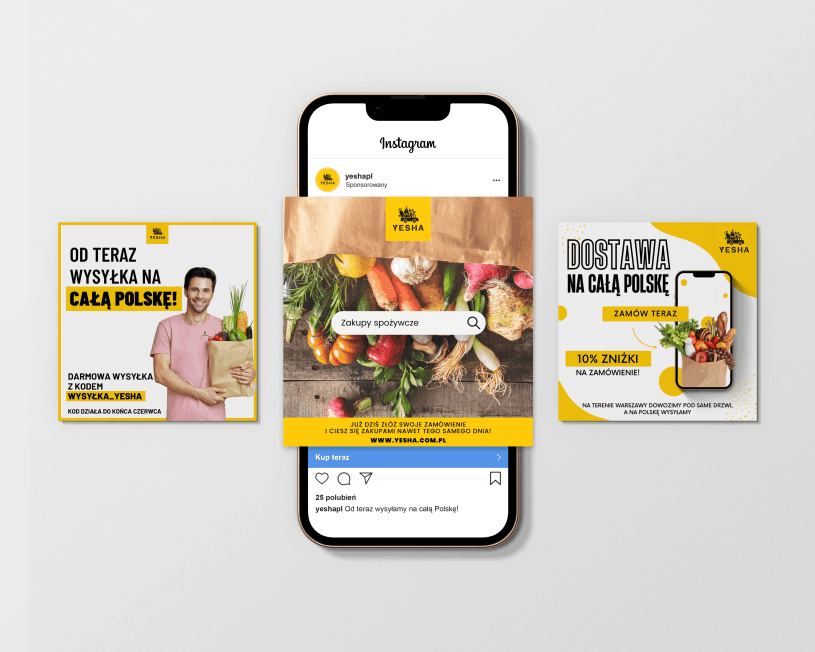 YESHA
OD TERAZ
WYSYŁKA NA
CAŁĄ POLSKĘ!
DARMOWA WYSYŁKA
Z KODEM
WYSYŁKA_YESHA
KOD DZIAŁA DO KOŃCA CZERWCA
Instagram
YESHA
yeshapl
Sponsorowany
YESHA
Zakupy spożywcze
JUŻ DZIŚ ZŁÓŻ SWOJE ZAMÓWIENIE
I CIESZ SIĘ ZAKUPAMI NAWET TEGO SAMEGO DNIA!
WWW.YESHA.COM.PL
Kup teraz
25 polubień
yeshapl Od teraz wysyłamy na całą Polskę!
YESHA
DOSTAWA
NA CAŁĄ POLSKĘ
ZAMÓW TERAZ
10% ZNIŻKI
NA ZAMÓWIENIE!
NA TERENIE WARSZAWY DOWOZIMY POD SAME DRZWI,
A NA POLSKĘ WYSYŁAMY